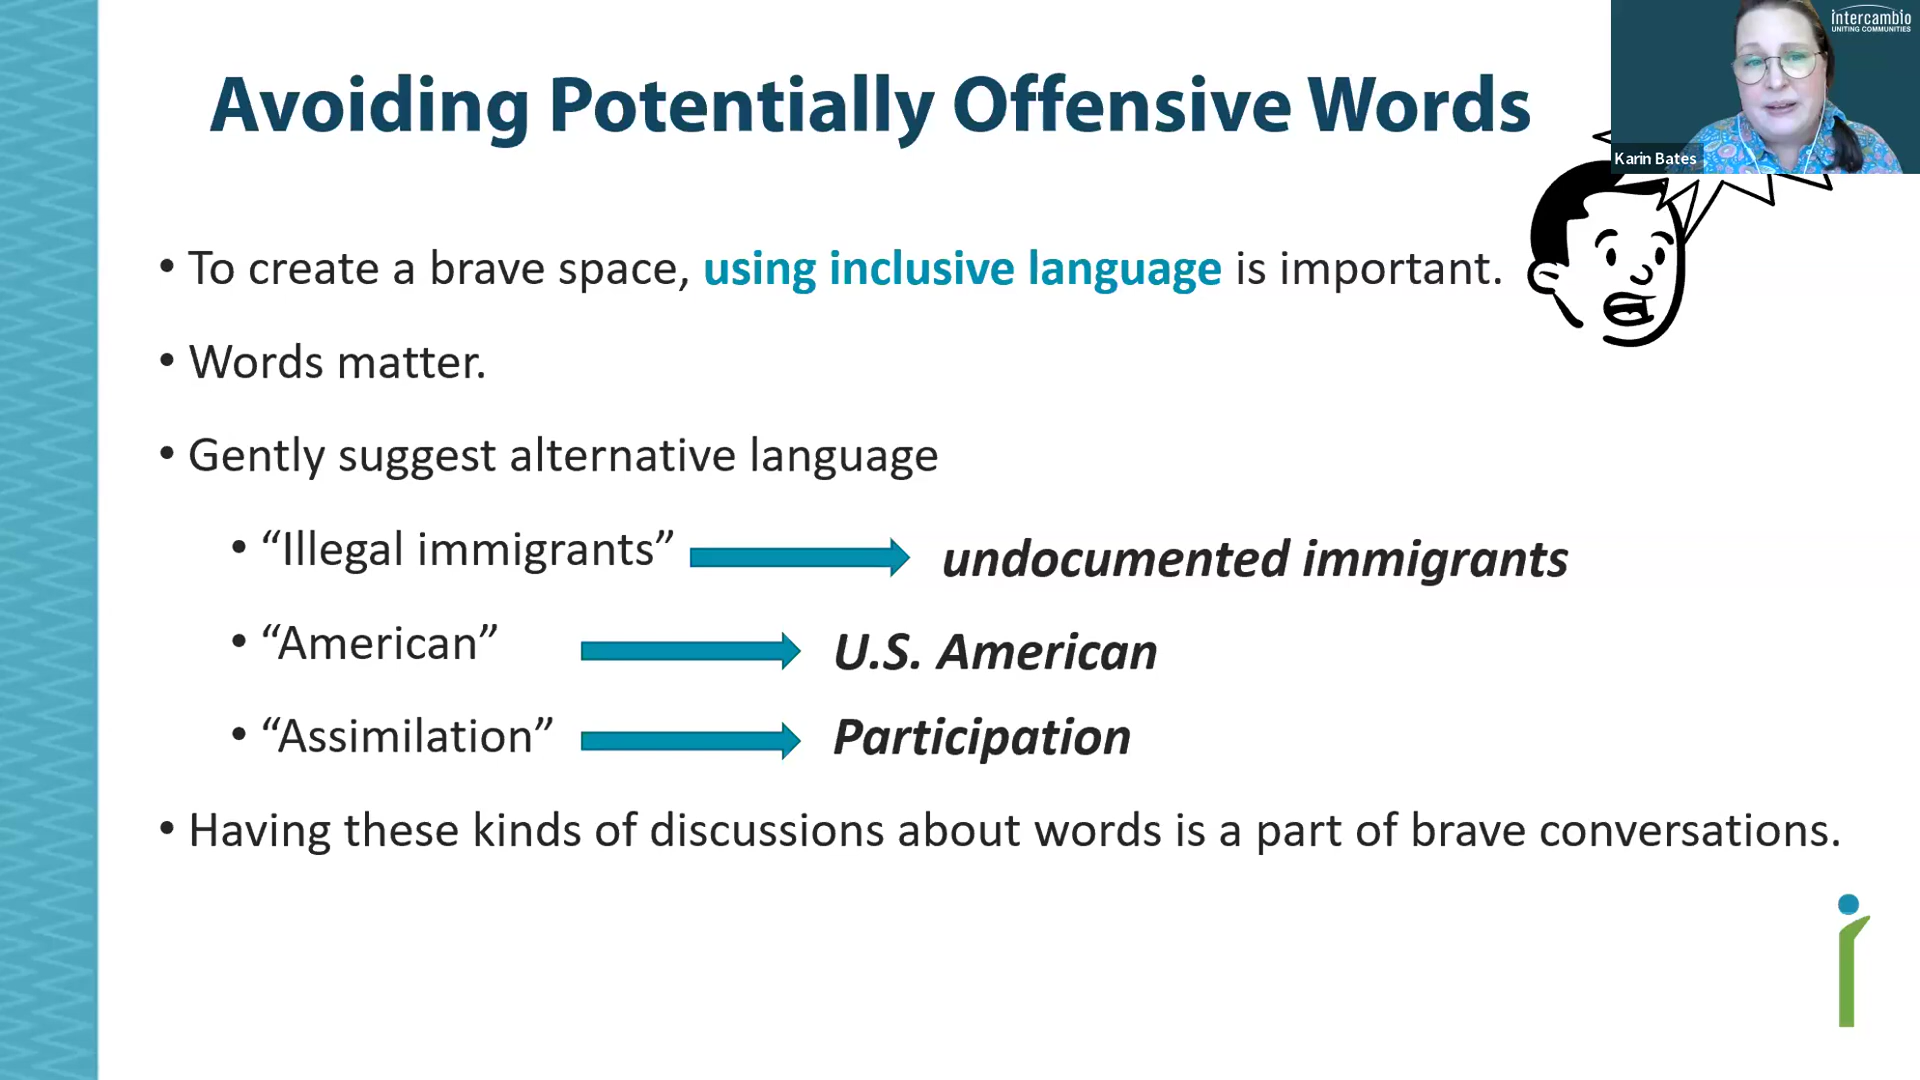 intercambio
UNITING COMMUNITIES
Avoiding Potentially Offensive Words
Karin Bates
• To create a brave space, using inclusive language is important.
• Words matter.
• Gently suggest alternative language
• “Illegal immigrants” undocumented immigrants
• “American” U.S. American
• “Assimilation” Participation
• Having these kinds of discussions about words is a part of brave conversations.